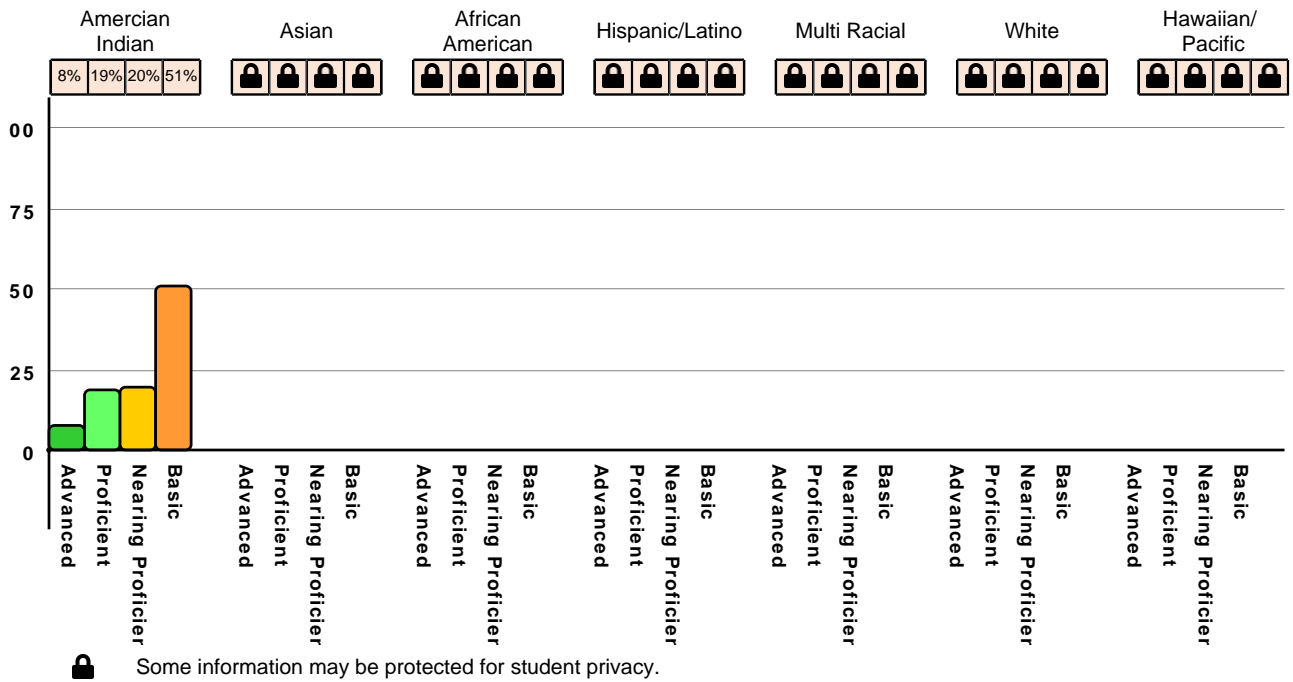 Amercian
Indian
Asian
African
American
Hispanic/Latino
Multi Racial
White
Hawaiian/
Pacific
8% 19% 20% 51%
00
75
50
25
0
Advanced
Proficient
Nearing Proficier
Basic
Advanced
Proficient
Nearing Proficier
Basic
Advanced
Proficient
Nearing Proficier
Basic
Advanced
Proficient
Nearing Proficier
Basic
Advanced
Proficient
Nearing Proficier
Basic
Advanced
Proficient
Nearing Proficier
Basic
Advanced
Proficient
Nearing Proficier
Basic
Some information may be protected for student privacy.